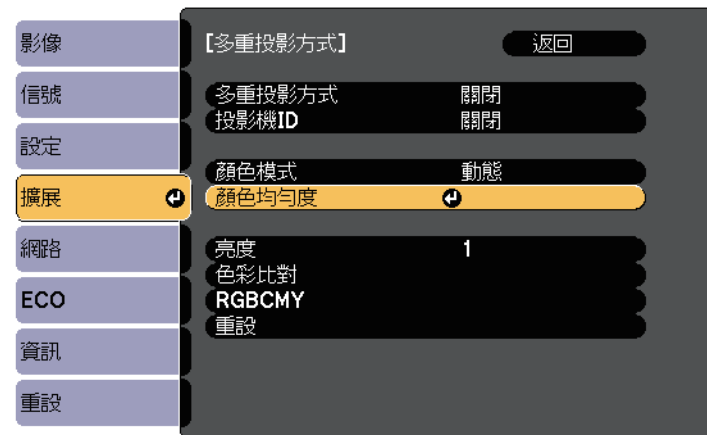 影像
信號
設定
擴展
網路
ECO
資訊
重設
[多重投影方式] 返回
多重投影方式 關閉
投影機ID 關閉
顏色模式 動態
顏色均勻度
亮度 1
色彩比對
RGBCMY
重設